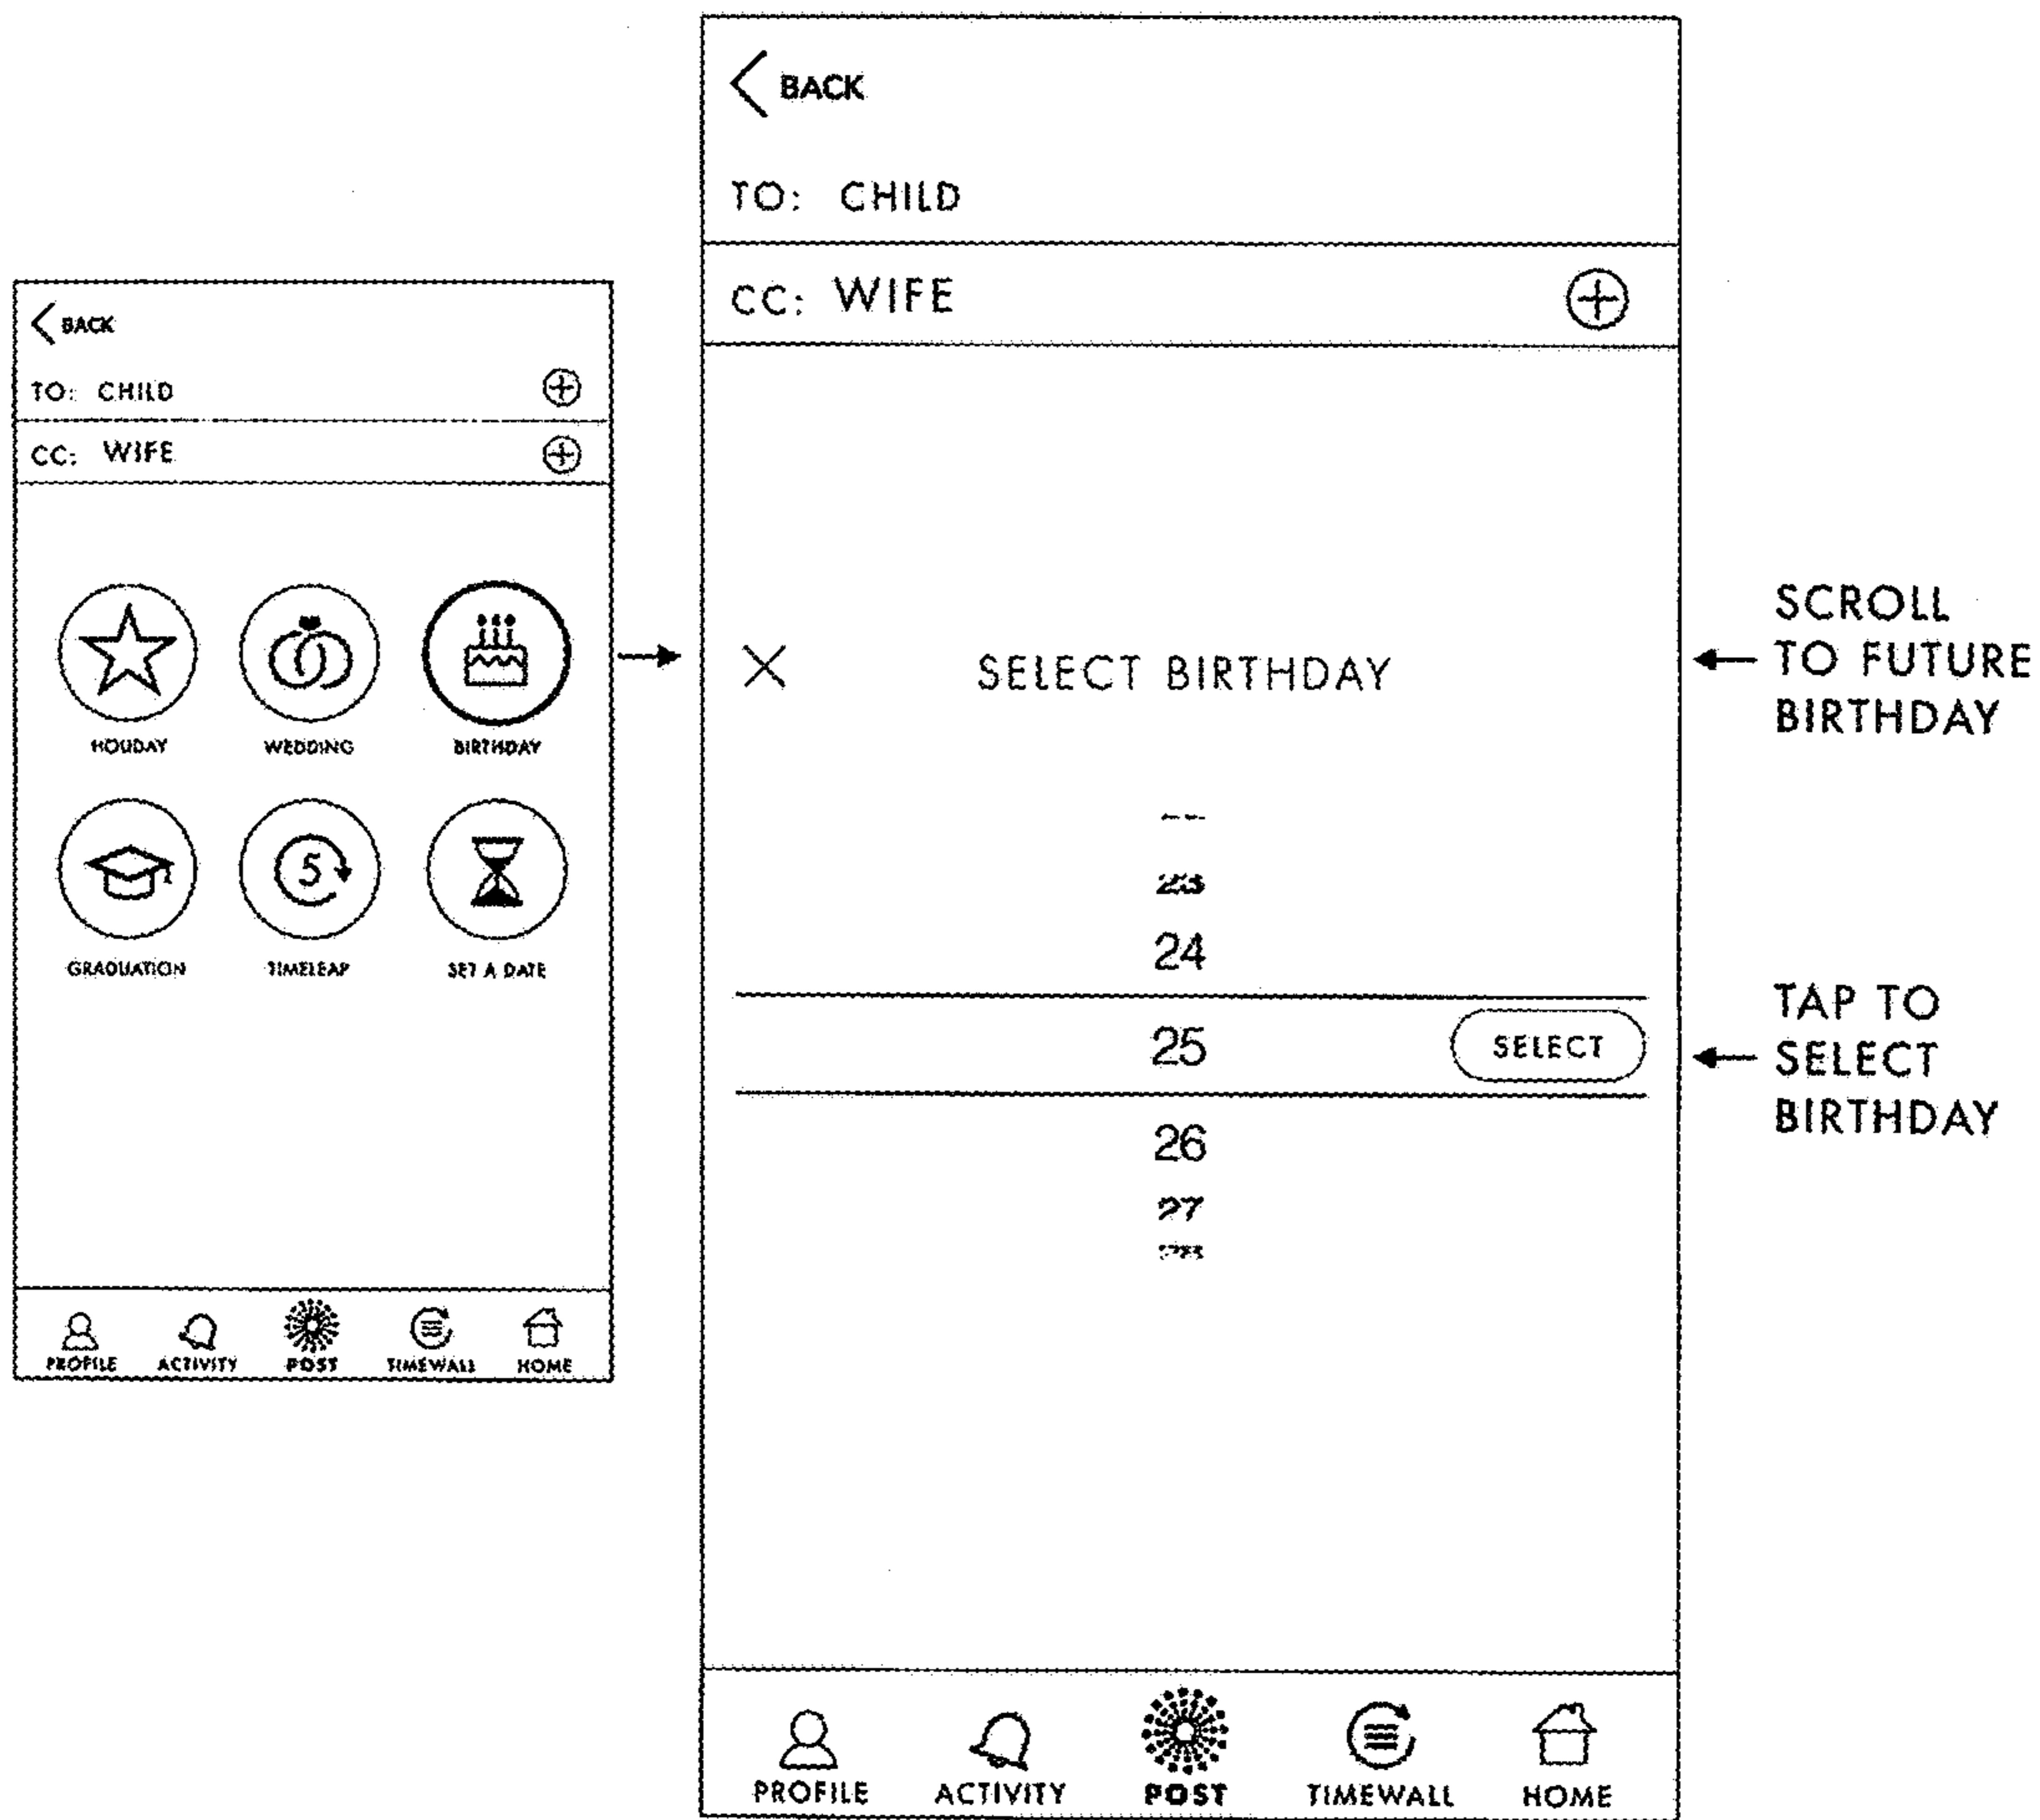 BACK
TO: CHILD
CC: WIFE
HOLIDAY WEDDING BIRTHDAY
5
GRADUATION TIMELEAP SET A DATE
PROFILE ACTIVITY POST TIMEWALL HOME
BACK
TO: CHILD
CC: WIFE
SELECT BIRTHDAY
23
24
25 SELECT
26
27
PROFILE ACTIVITY POST TIMEWALL HOME
SCROLL
TO FUTURE
BIRTHDAY
TAP TO
SELECT
BIRTHDAY